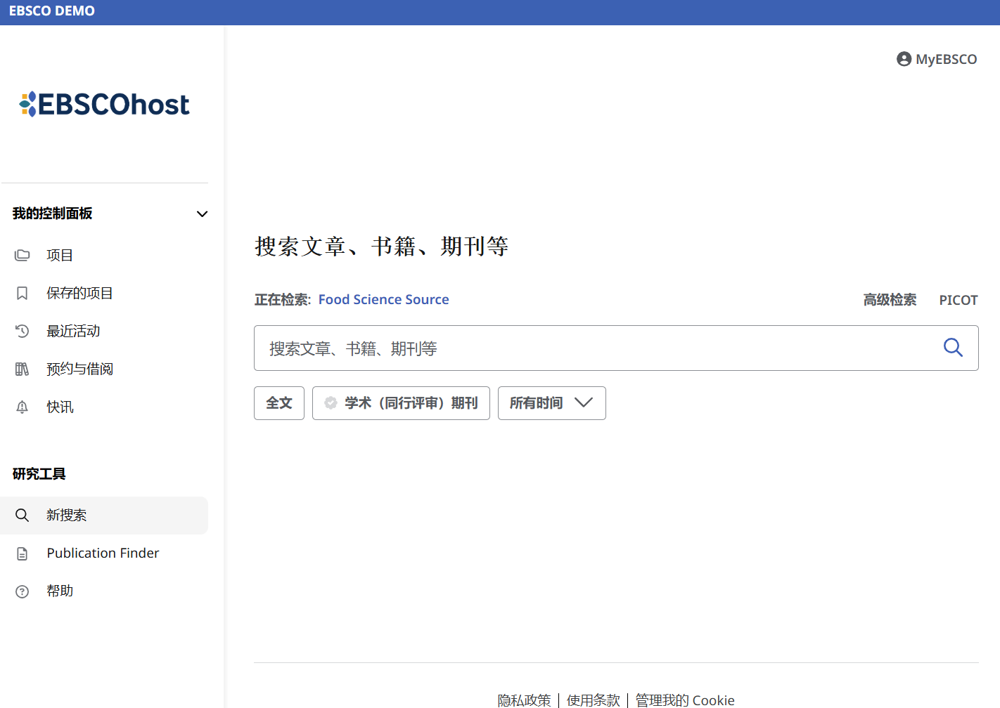 EBSCO DEMO
MyEBSCO
EBSCOhost
我的控制面板
项目
保存的项目
最近活动
预约与借阅
快讯
研究工具
新搜索
Publication Finder
帮助
搜索文章、书籍、期刊等
正在检索: Food Science Source
高级检索 PICOT
搜索文章、书籍、期刊等
全文 学术（同行评审）期刊 所有时间
隐私政策 | 使用条款 | 管理我的 Cookie